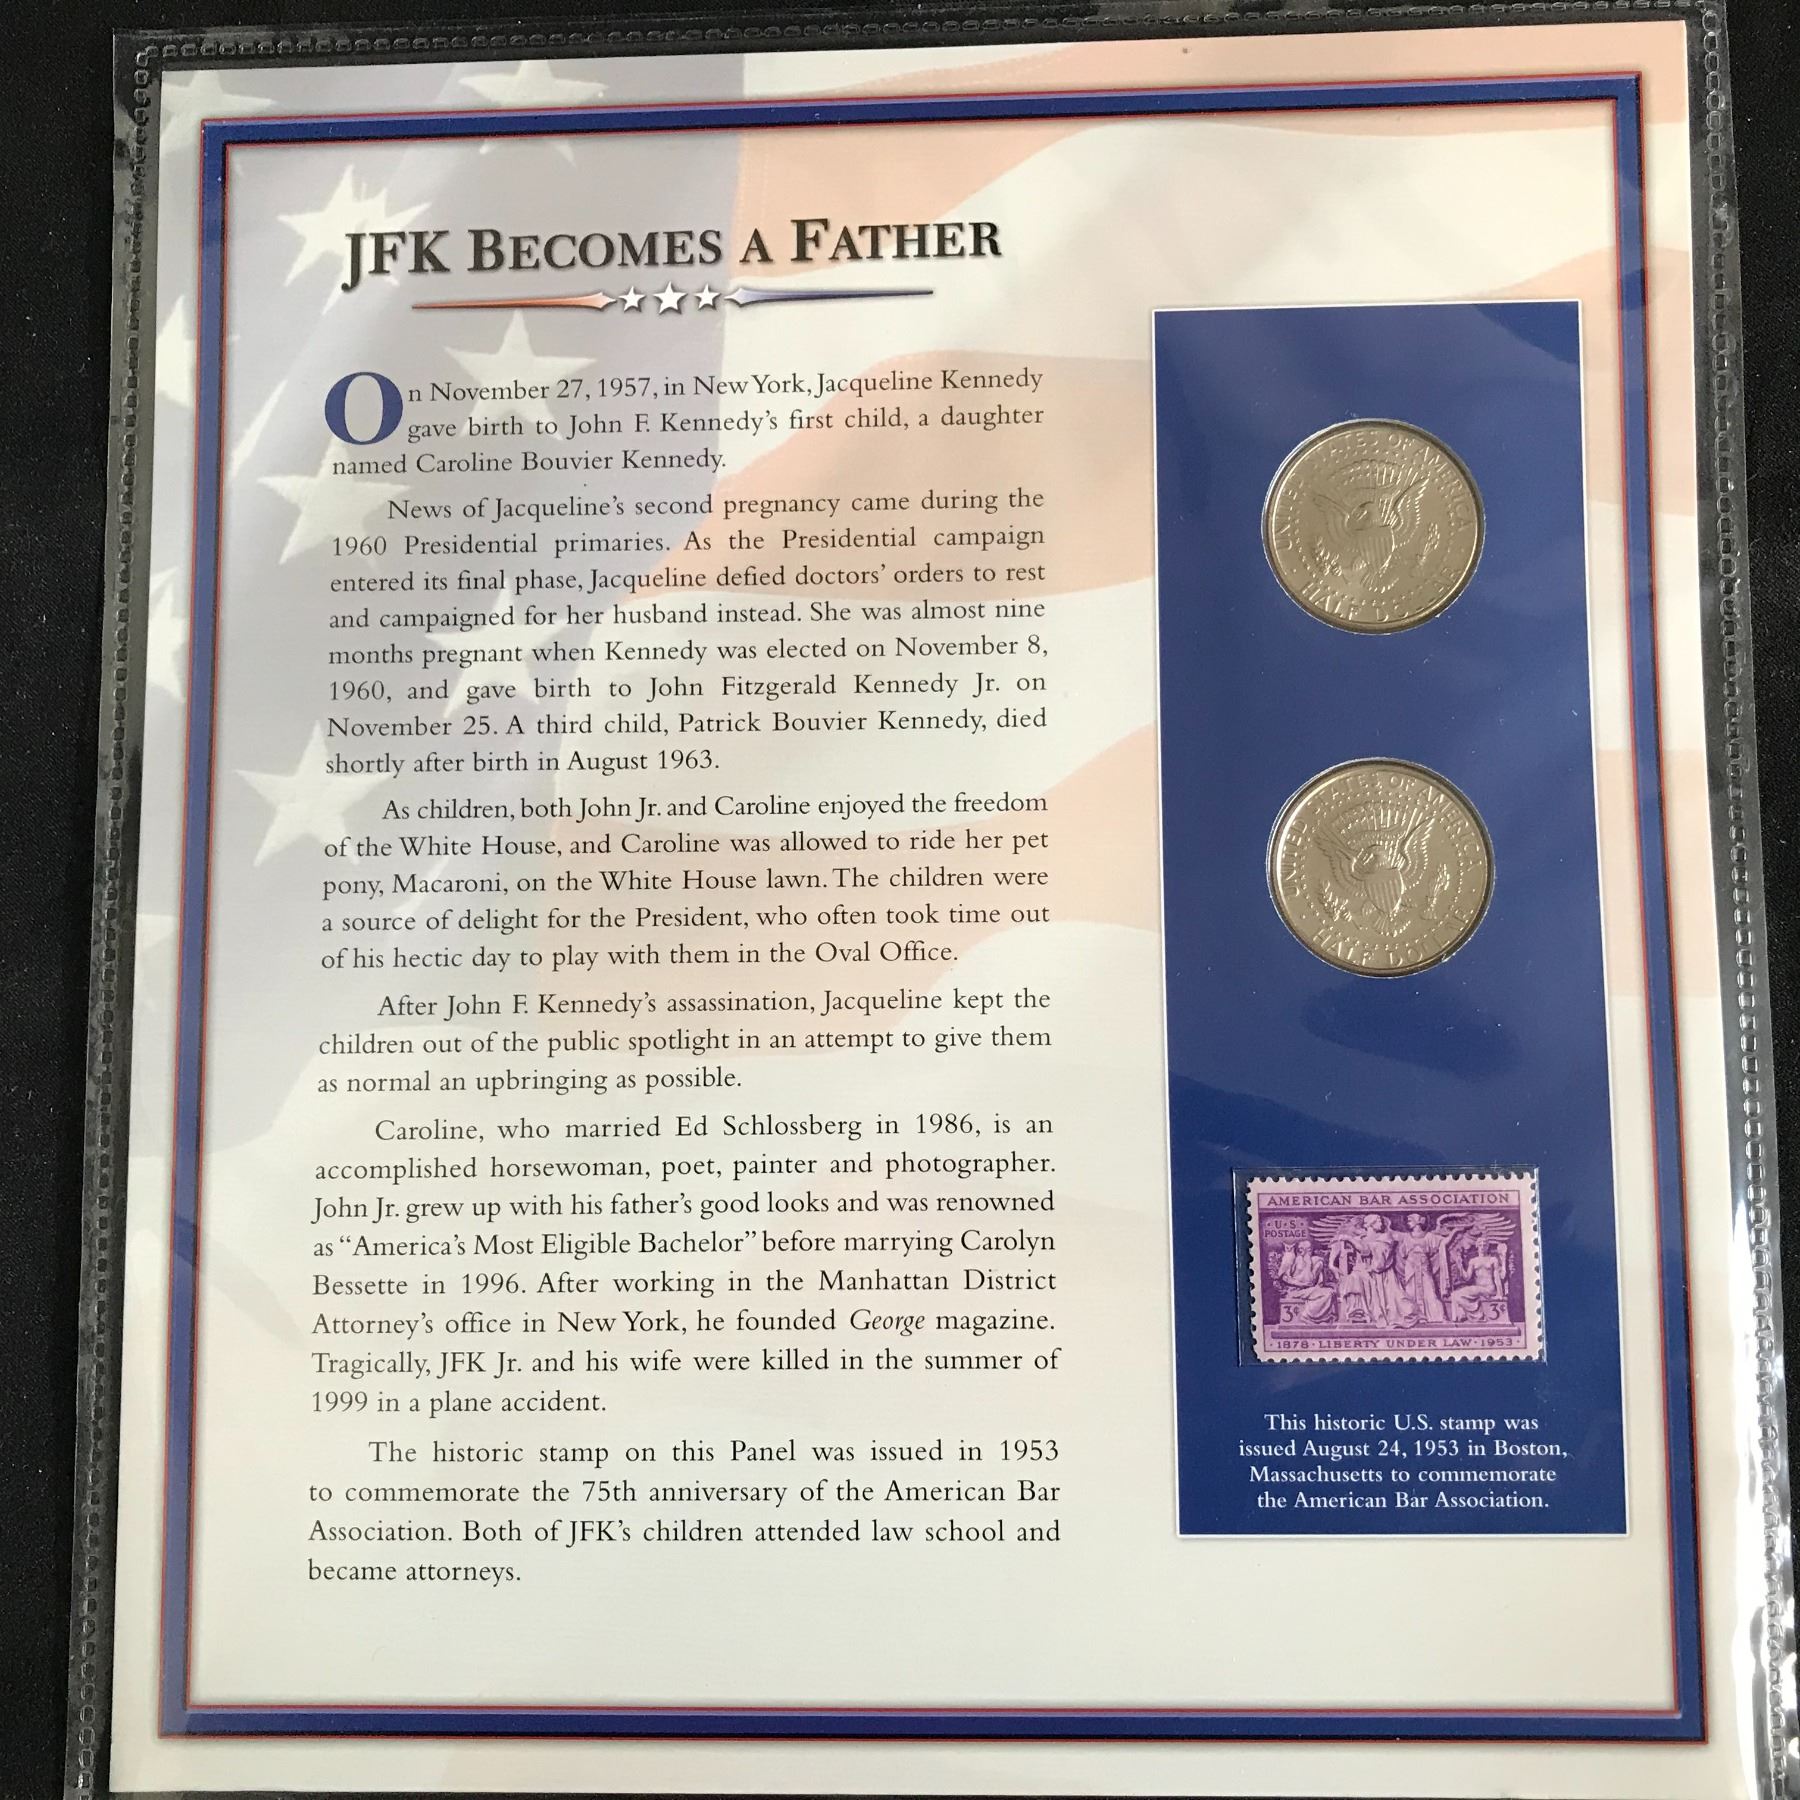 JFK BECOMES A FATHER
On November 27, 1957, in New York, Jacqueline Kennedy
gave birth to John F. Kennedy's first child, a daughter
named Caroline Bouvier Kennedy.
News of Jacqueline's second pregnancy came during the
1960 Presidential primaries. As the Presidential campaign
entered its final phase, Jacqueline defied doctors' orders to rest
and campaigned for her husband instead. She was almost nine
months pregnant when Kennedy was elected on November 8,
1960, and gave birth to John Fitzgerald Kennedy Jr. on
November 25. A third child, Patrick Bouvier Kennedy, died
shortly after birth in August 1963.
As children, both John Jr. and Caroline enjoyed the freedom
of the White House, and Caroline was allowed to ride her pet
pony, Macaroni, on the White House lawn. The children were
a source of delight for the President, who often took time out
of his hectic day to play with them in the Oval Office.
After John F. Kennedy's assassination, Jacqueline kept the
children out of the public spotlight in an attempt to give them
as normal an upbringing as possible.
Caroline, who married Ed Schlossberg in 1986, is an
accomplished horsewoman, poet, painter and photographer.
John Jr. grew up with his father's good looks and was renowned
as "America's Most Eligible Bachelor" before marrying Carolyn
Bessette in 1996. After working in the Manhattan District
Attorney's office in New York, he founded George magazine.
Tragically, JFK Jr. and his wife were killed in the summer of
1999 in a plane accident.
The historic stamp on this Panel was issued in 1953
to commemorate the 75th anniversary of the American Bar
Association. Both of JFK's children attended law school and
became attorneys.
UNITED STATES OF AMERICA
HALF DOLLAR
UNITED STATES OF AMERICA
HALF DOLLAR
AMERICAN BAR ASSOCIATION
U·S·
POSTAGE
3¢ 3¢
·1878·LIBERTY UNDER LAW·1953·
This historic U.S. stamp was
issued August 24, 1953 in Boston,
Massachusetts to commemorate
the American Bar Association.